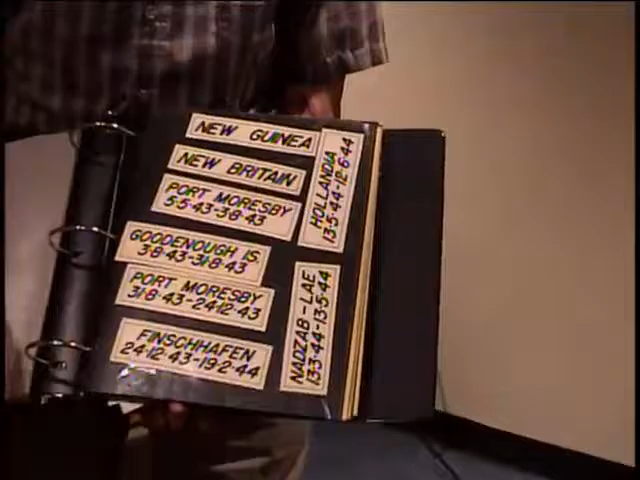 NEW GUINEA
NEW BRITAIN
PORT MORESBY
5·5·43-3·8·43
GOODENOUGH IS
3·8·43-31·8·43
PORT MORESBY
31·8·43-24·12·43
FINSCHHAFEN
24·12·43-19·2·44
HOLLANDIA
13·5·44-12·6·44
NADZAB-LAE
13·3·44-13·5·44